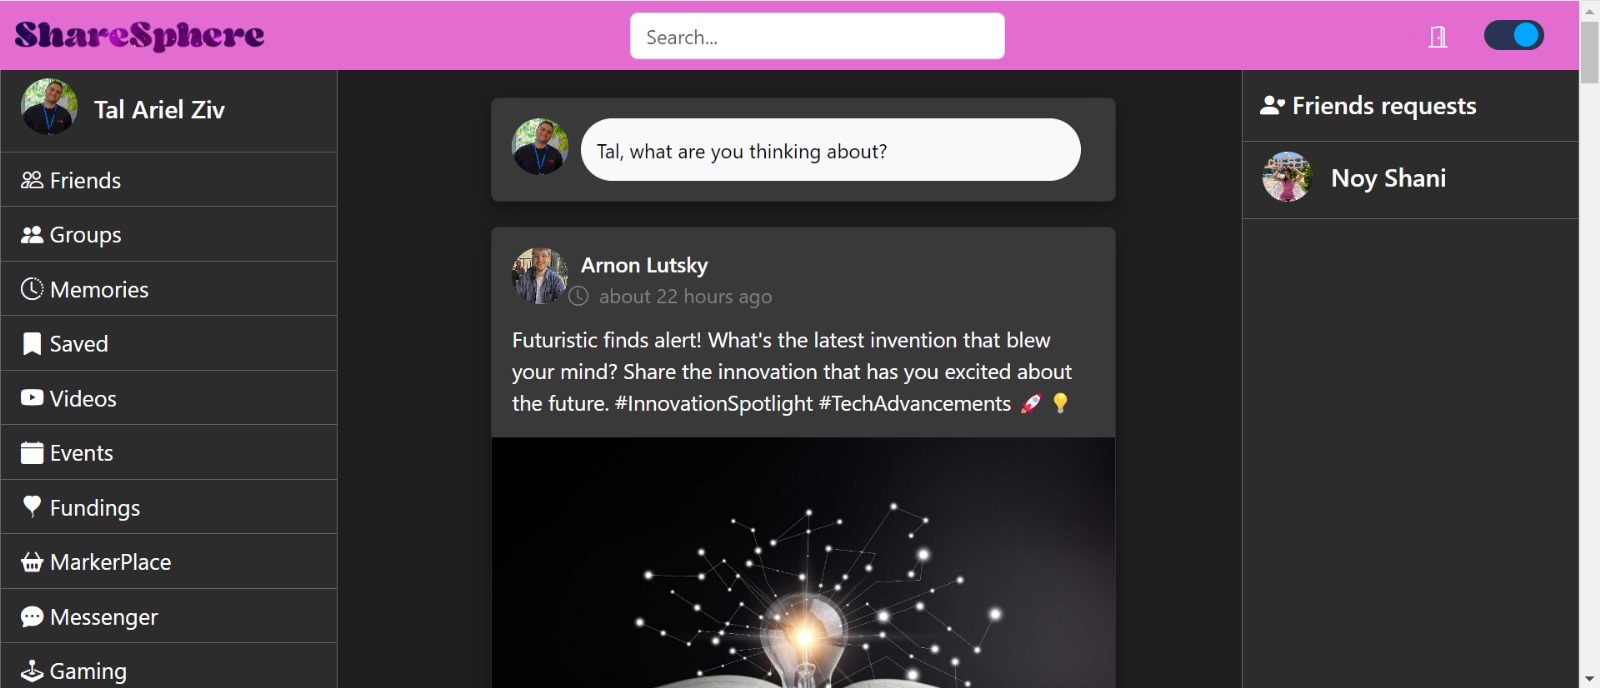 ShareSphere
Search...
Tal Ariel Ziv
Friends
Groups
Memories
Saved
Videos
Events
Fundings
MarkerPlace
Messenger
Gaming
Tal, what are you thinking about?
Arnon Lutsky
about 22 hours ago
Futuristic finds alert! What's the latest invention that blew
your mind? Share the innovation that has you excited about
the future. #InnovationSpotlight #TechAdvancements 🚀 💡
Friends requests
Noy Shani